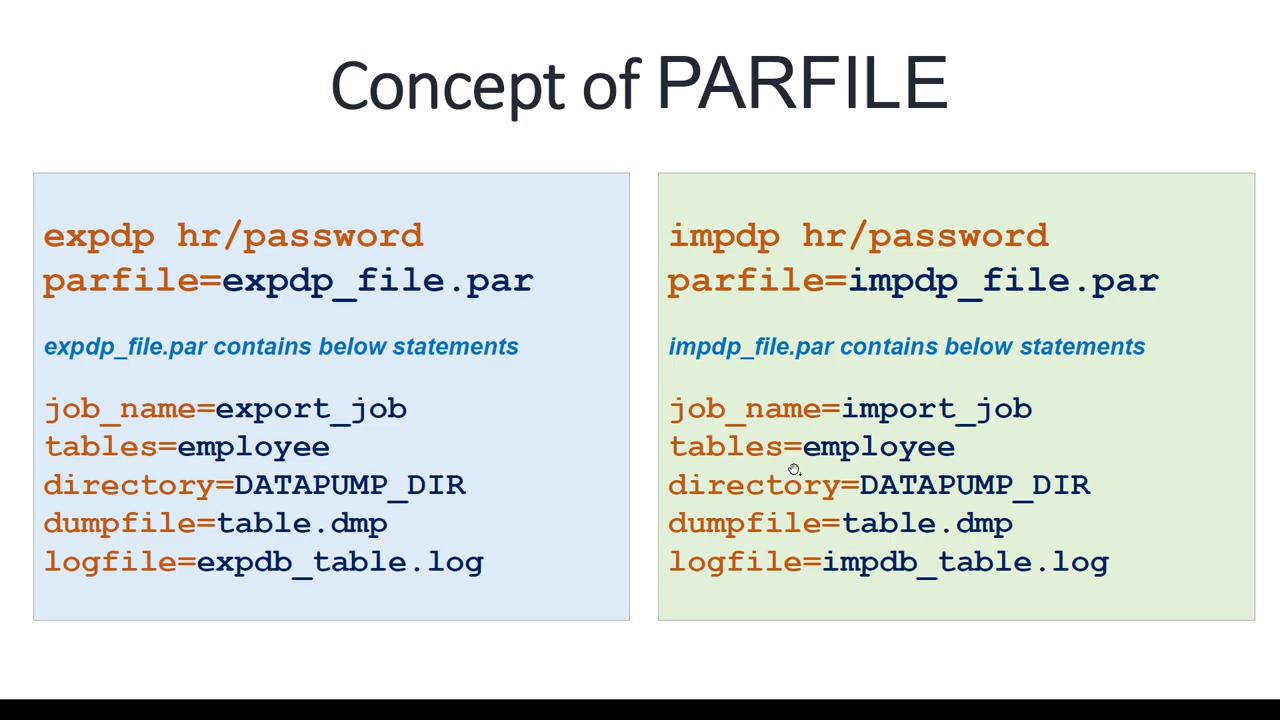 Concept of PARFILE
expdp hr/password
parfile=expdp_file.par
expdp_file.par contains below statements
job_name=export_job
tables=employee
directory=DATAPUMP_DIR
dumpfile=table.dmp
logfile=expdb_table.log
impdp hr/password
parfile=impdp_file.par
impdp_file.par contains below statements
job_name=import_job
tables=employee
directory=DATAPUMP_DIR
dumpfile=table.dmp
logfile=impdb_table.log